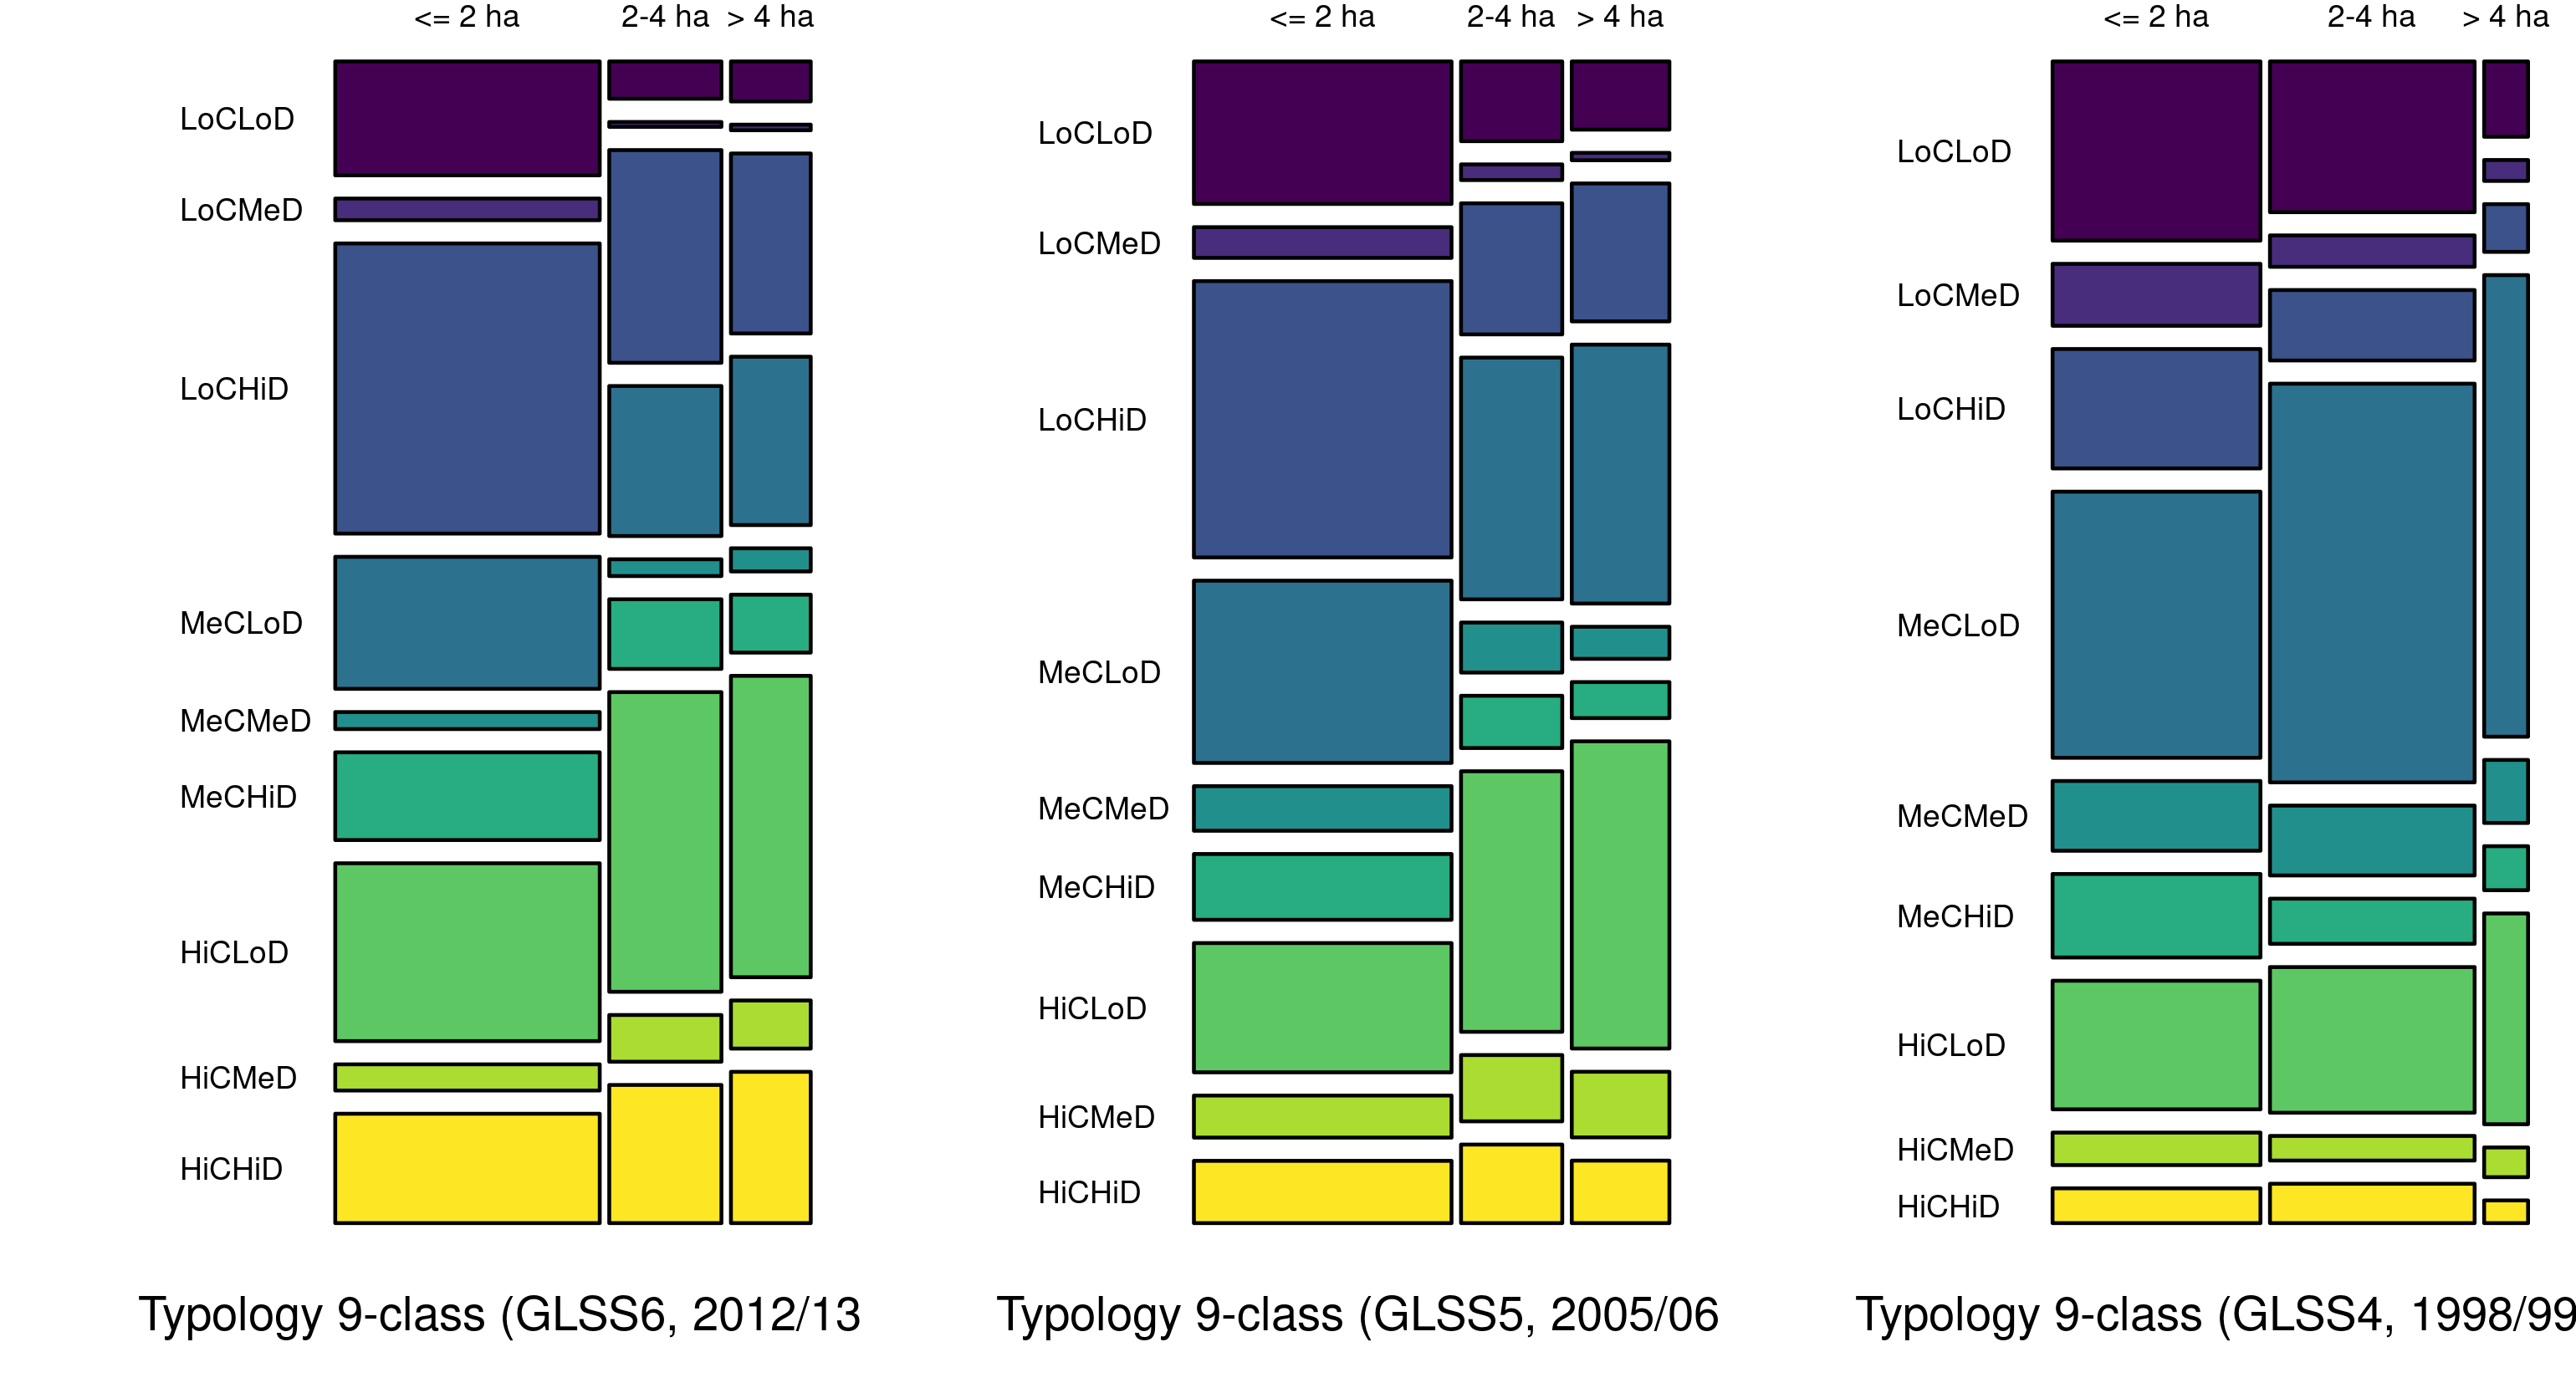 <= 2 ha 2-4 ha > 4 ha
LoCLoD
LoCMeD
LoCHiD
MeCLoD
MeCMeD
MeCHiD
HiCLoD
HiCMeD
HiCHiD
Typology 9-class (GLSS6, 2012/13
<= 2 ha 2-4 ha > 4 ha
LoCLoD
LoCMeD
LoCHiD
MeCLoD
MeCMeD
MeCHiD
HiCLoD
HiCMeD
HiCHiD
Typology 9-class (GLSS5, 2005/06
<= 2 ha 2-4 ha > 4 ha
LoCLoD
LoCMeD
LoCHiD
MeCLoD
MeCMeD
MeCHiD
HiCLoD
HiCMeD
HiCHiD
Typology 9-class (GLSS4, 1998/99